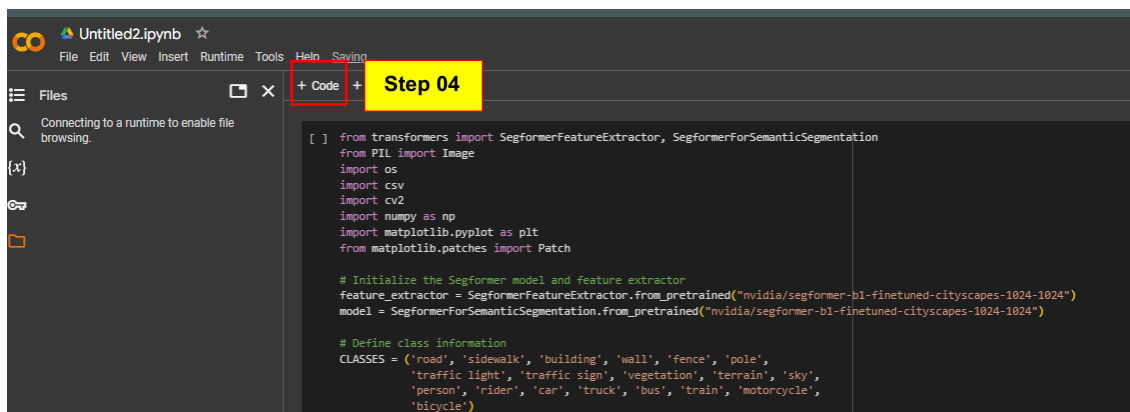 Untitled2.ipynb
File Edit View Insert Runtime Tools Help Saving
Files
+ Code +
Step 04
Connecting to a runtime to enable file
browsing.
{x}
[ ] from transformers import SegformerFeatureExtractor, SegformerForSemanticSegmentation
from PIL import Image
import os
import csv
import cv2
import numpy as np
import matplotlib.pyplot as plt
from matplotlib.patches import Patch
# Initialize the Segformer model and feature extractor
feature_extractor = SegformerFeatureExtractor.from_pretrained("nvidia/segformer-b1-finetuned-cityscapes-1024-1024")
model = SegformerForSemanticSegmentation.from_pretrained("nvidia/segformer-b1-finetuned-cityscapes-1024-1024")
# Define class information
CLASSES = ('road', 'sidewalk', 'building', 'wall', 'fence', 'pole',
'traffic light', 'traffic sign', 'vegetation', 'terrain', 'sky',
'person', 'rider', 'car', 'truck', 'bus', 'train', 'motorcycle',
'bicycle')